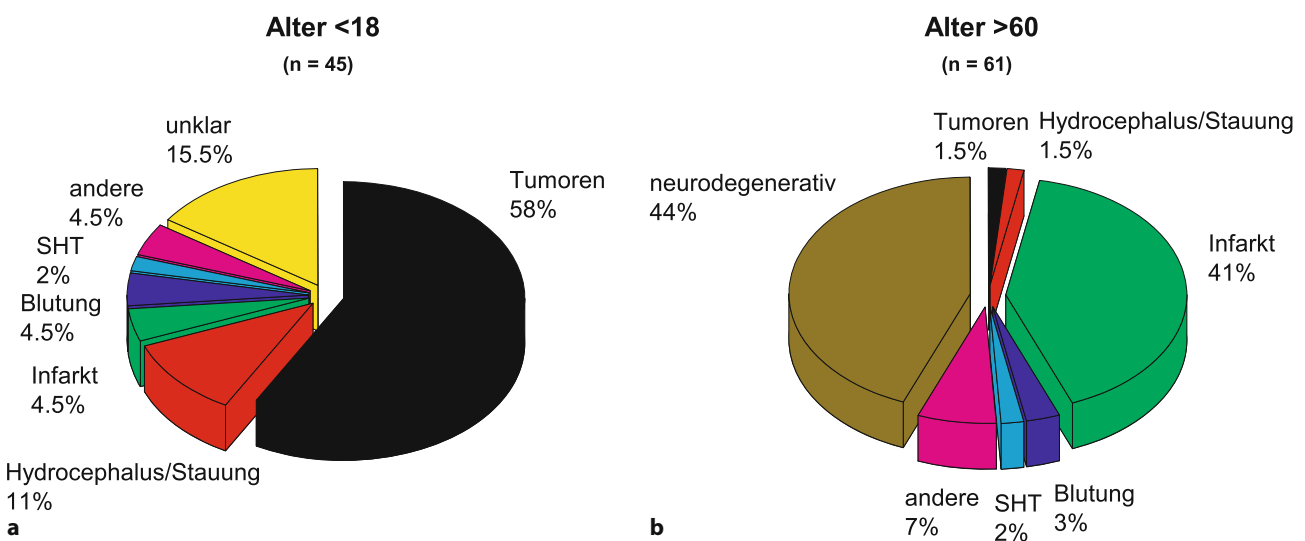 Alter <18
(n = 45)
unklar
15.5%
andere
4.5%
SHT
2%
Blutung
4.5%
Infarkt
4.5%
Hydrocephalus/Stauung
11%
Tumoren
58%
a
Alter >60
(n = 61)
Tumoren
1.5%
Hydrocephalus/Stauung
1.5%
neurodegenerativ
44%
Infarkt
41%
andere
7%
SHT
2%
Blutung
3%
b